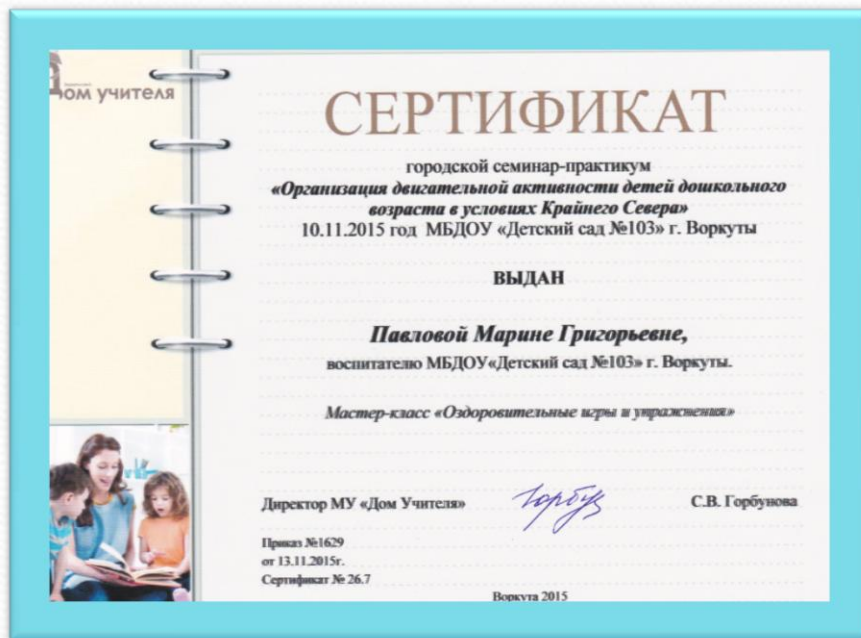 Дом учителя
СЕРТИФИКАТ
городской семинар-практикум
«Организация двигательной активности детей дошкольного
возраста в условиях Крайнего Севера»
10.11.2015 год МБДОУ «Детский сад №103» г. Воркуты
ВЫДАН
Павловой Марине Григорьевне,
воспитателю МБДОУ«Детский сад №103» г. Воркуты.
Мастер-класс «Оздоровительные игры и упражнения»
Директор МУ «Дом Учителя» Горбун С.В. Горбунова
Приказ №1629
от 13.11.2015г.
Сертификат № 26.7
Воркута 2015